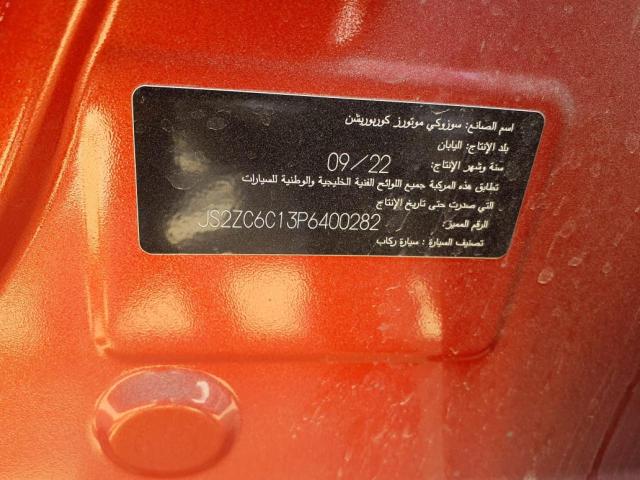 اسم الصانع: سوزوكي موتورز كوربوريشن
بلد الإنتاج: اليابان
سنة وشهر الإنتاج: 09/22
تطابق هذه المركبة جميع اللوائح الفنية الخليجية والوطنية للسيارات
التي صدرت حتى تاريخ الإنتاج
الرقم المميز: JS2ZC6C13P6400282
تصنيف السيارة : سيارة ركاب